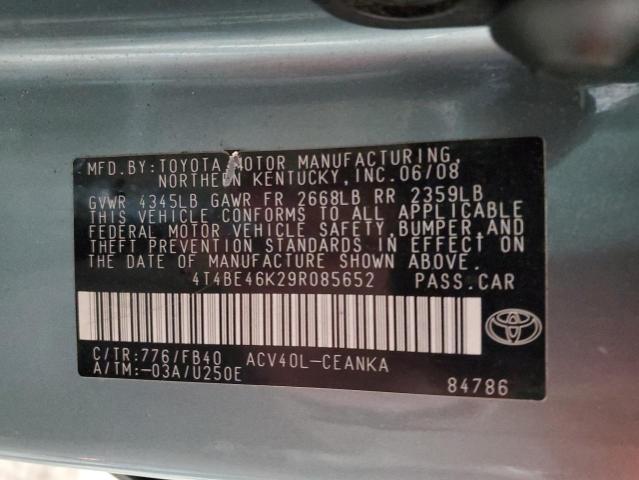 MFD.BY:TOYOTA MOTOR MANUFACTURING,
NORTHERN KENTUCKY,INC.06/08
GVWR 4345LB GAWR FR 2668LB RR 2359LB
THIS VEHICLE CONFORMS TO ALL APPLICABLE
FEDERAL MOTOR VEHICLE SAFETY,BUMPER,AND
THEFT PREVENTION STANDARDS IN EFFECT ON
THE DATE OF MANUFACTURE SHOWN ABOVE.
4T4BE46K29R085652 PASS.CAR
C/TR:776/FB40 ACV40L-CEANKA
A/TM:-03A/U250E
84786